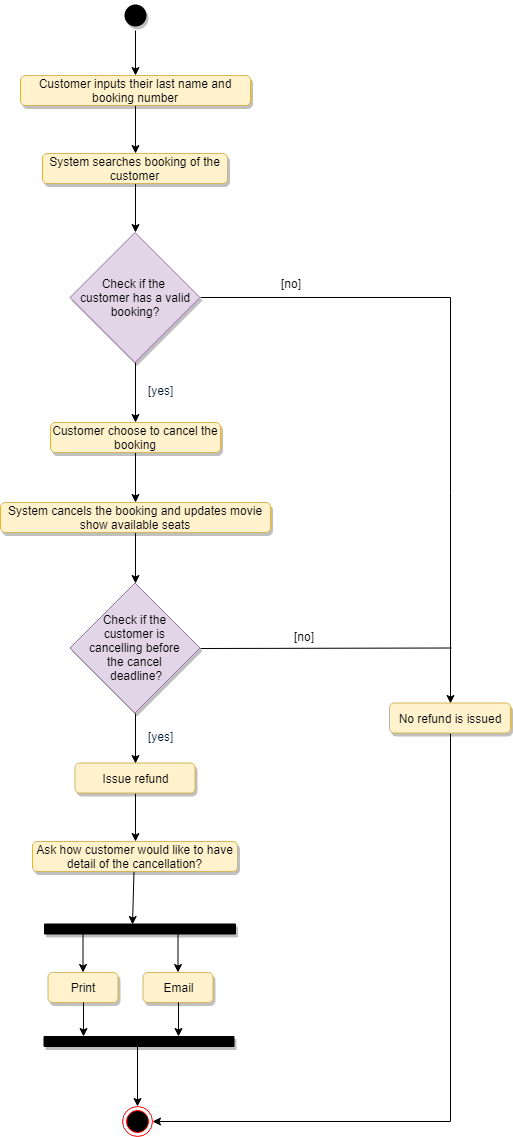 Customer inputs their last name and
booking number
System searches booking of the
customer
Check if the
customer has a valid
booking?
[no]
[yes]
Customer choose to cancel the
booking
System cancels the booking and updates movie
show available seats
Check if the
customer is
cancelling before
the cancel
deadline?
[no]
No refund is issued
[yes]
Issue refund
Ask how customer would like to have
detail of the cancellation?
Print
Email